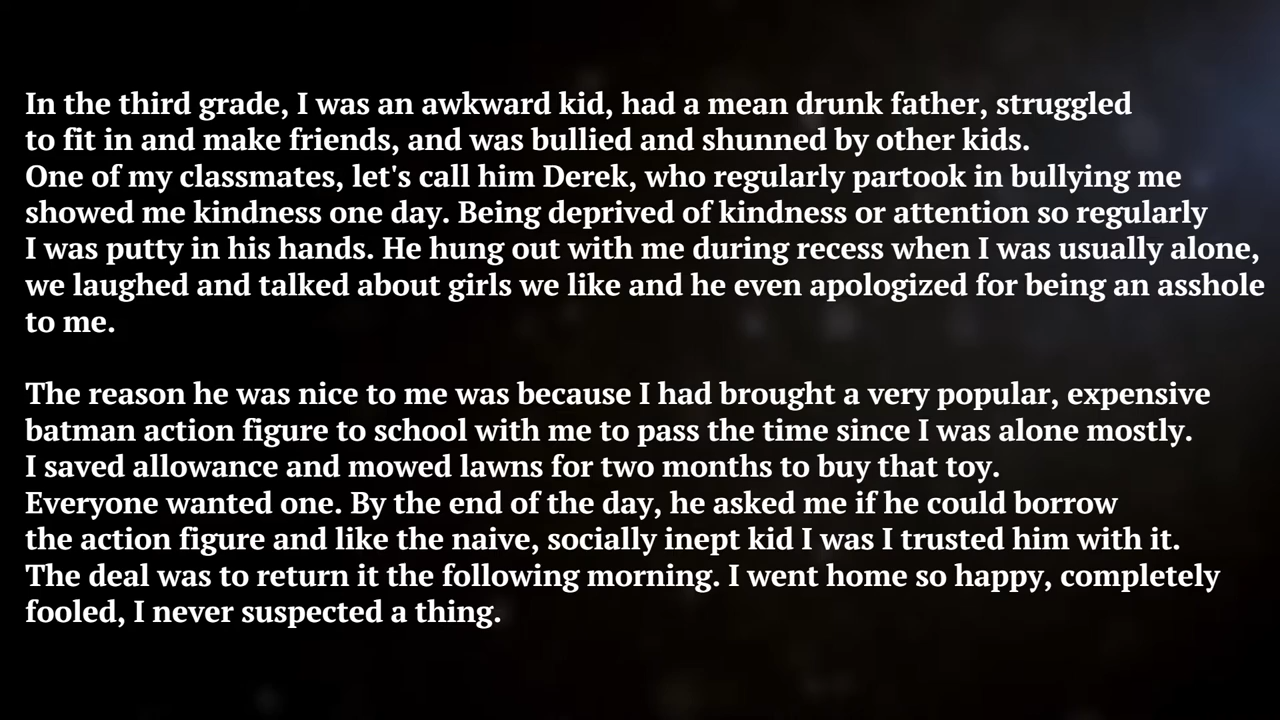 In the third grade, I was an awkward kid, had a mean drunk father, struggled
to fit in and make friends, and was bullied and shunned by other kids.
One of my classmates, let's call him Derek, who regularly partook in bullying me
showed me kindness one day. Being deprived of kindness or attention so regularly
I was putty in his hands. He hung out with me during recess when I was usually alone,
we laughed and talked about girls we like and he even apologized for being an asshole
to me.
The reason he was nice to me was because I had brought a very popular, expensive
batman action figure to school with me to pass the time since I was alone mostly.
I saved allowance and mowed lawns for two months to buy that toy.
Everyone wanted one. By the end of the day, he asked me if he could borrow
the action figure and like the naive, socially inept kid I was I trusted him with it.
The deal was to return it the following morning. I went home so happy, completely
fooled, I never suspected a thing.